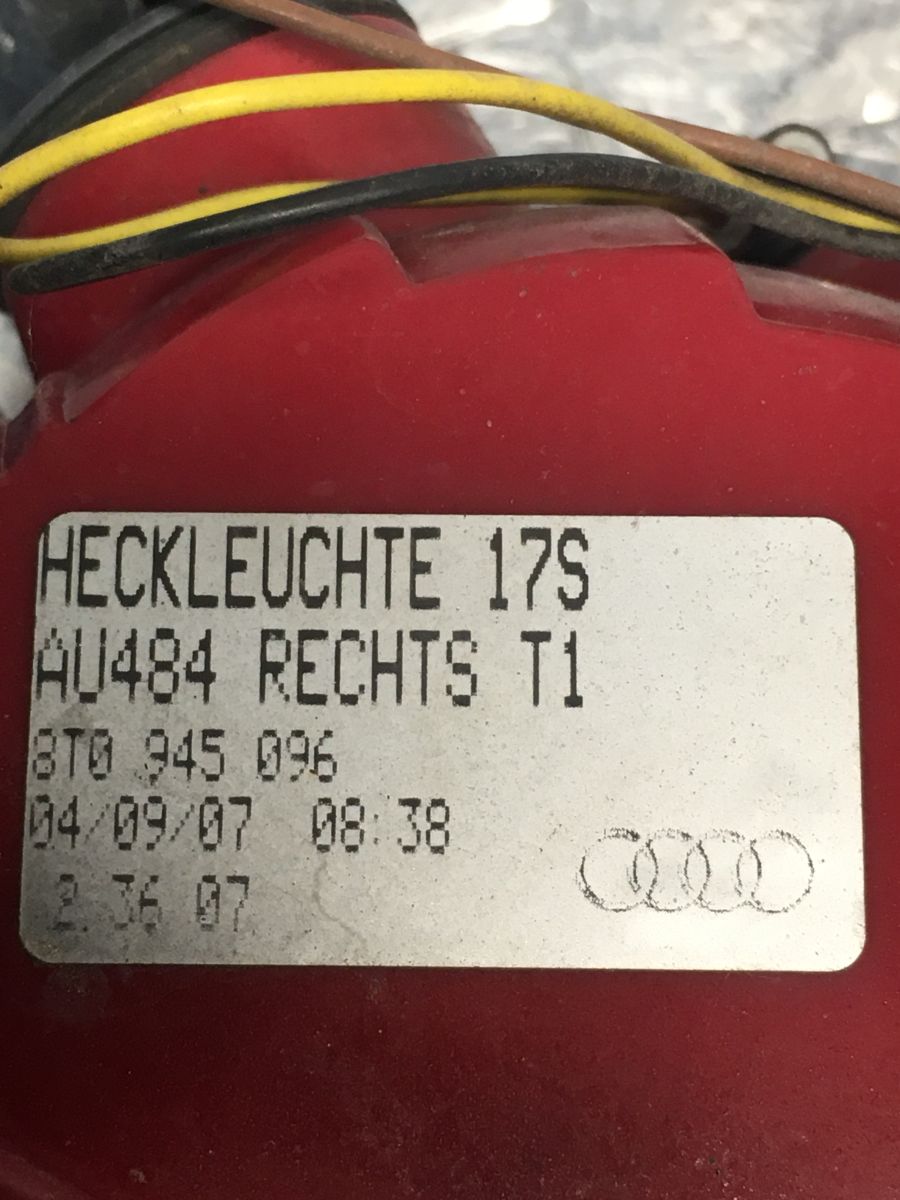 HECKLEUCHTE 17S
AU484 RECHTS T1
8T0 945 096
04/09/07 08:38
2.36 07